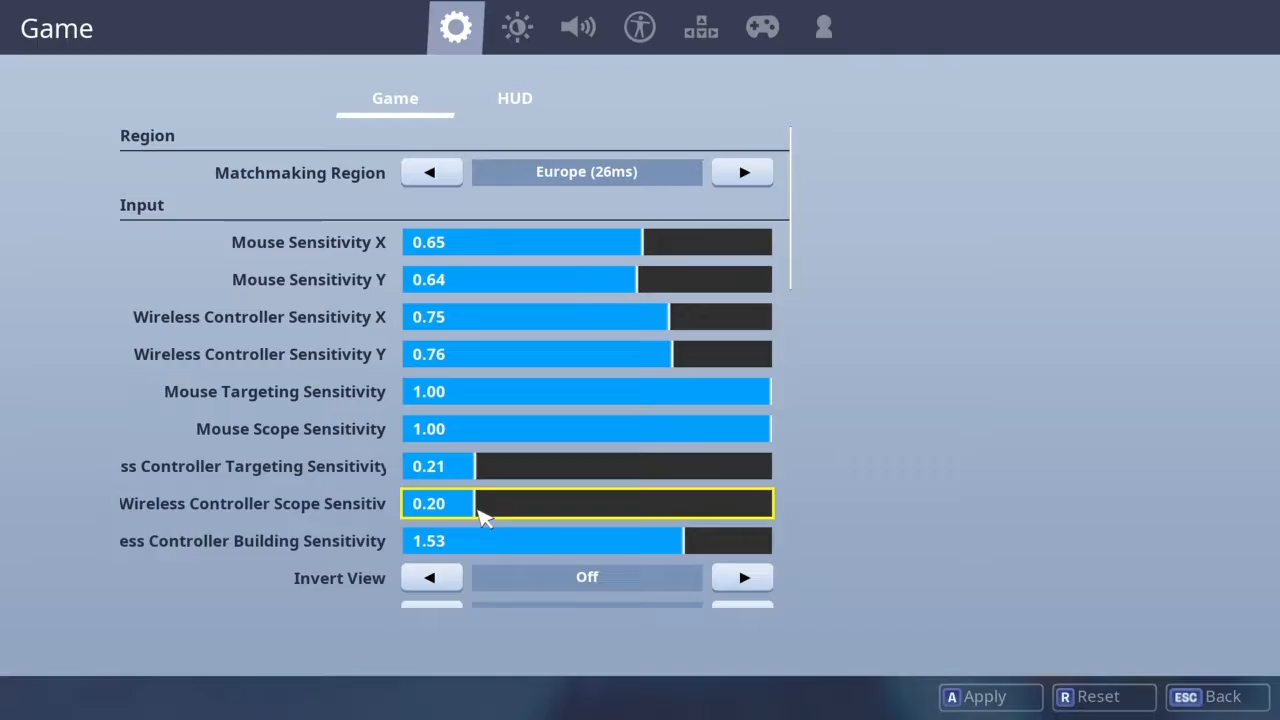 Game
Game HUD
Region
Matchmaking Region Europe (26ms)
Input
Mouse Sensitivity X 0.65
Mouse Sensitivity Y 0.64
Wireless Controller Sensitivity X 0.75
Wireless Controller Sensitivity Y 0.76
Mouse Targeting Sensitivity 1.00
Mouse Scope Sensitivity 1.00
ss Controller Targeting Sensitivity 0.21
Wireless Controller Scope Sensitiv 0.20
ess Controller Building Sensitivity 1.53
Invert View Off
A Apply R Reset ESC Back